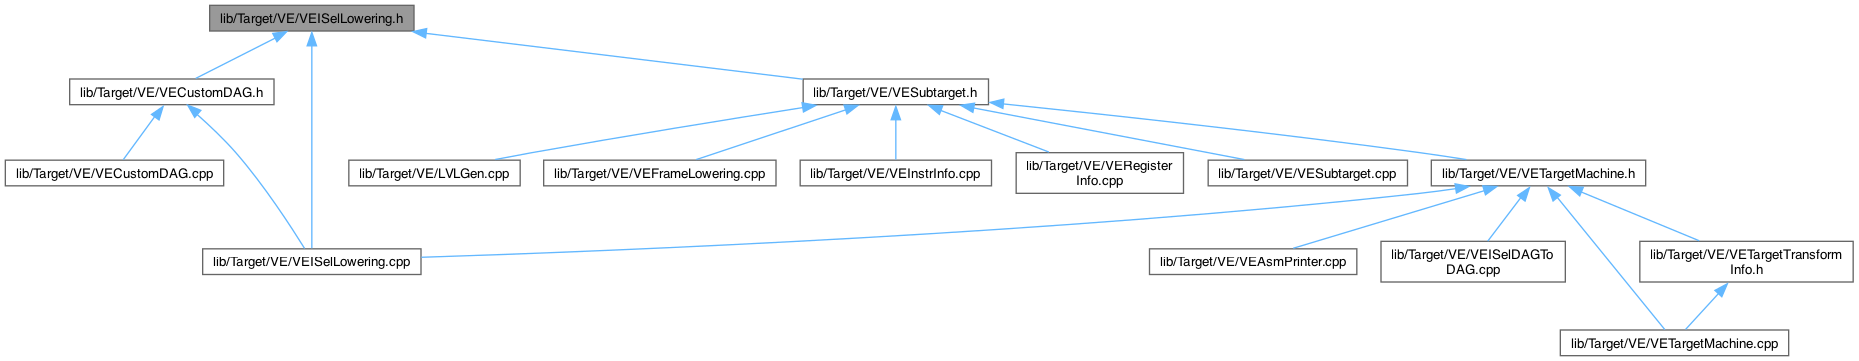 lib/Target/VE/VEISelLowering.h
lib/Target/VE/VECustomDAG.h
lib/Target/VE/VESubtarget.h
lib/Target/VE/VECustomDAG.cpp
lib/Target/VE/LVLGen.cpp
lib/Target/VE/VEFrameLowering.cpp
lib/Target/VE/VEInstrInfo.cpp
lib/Target/VE/VERegister
Info.cpp
lib/Target/VE/VESubtarget.cpp
lib/Target/VE/VETargetMachine.h
lib/Target/VE/VEISelLowering.cpp
lib/Target/VE/VEAsmPrinter.cpp
lib/Target/VE/VEISelDAGTo
DAG.cpp
lib/Target/VE/VETargetTransform
Info.h
lib/Target/VE/VETargetMachine.cpp